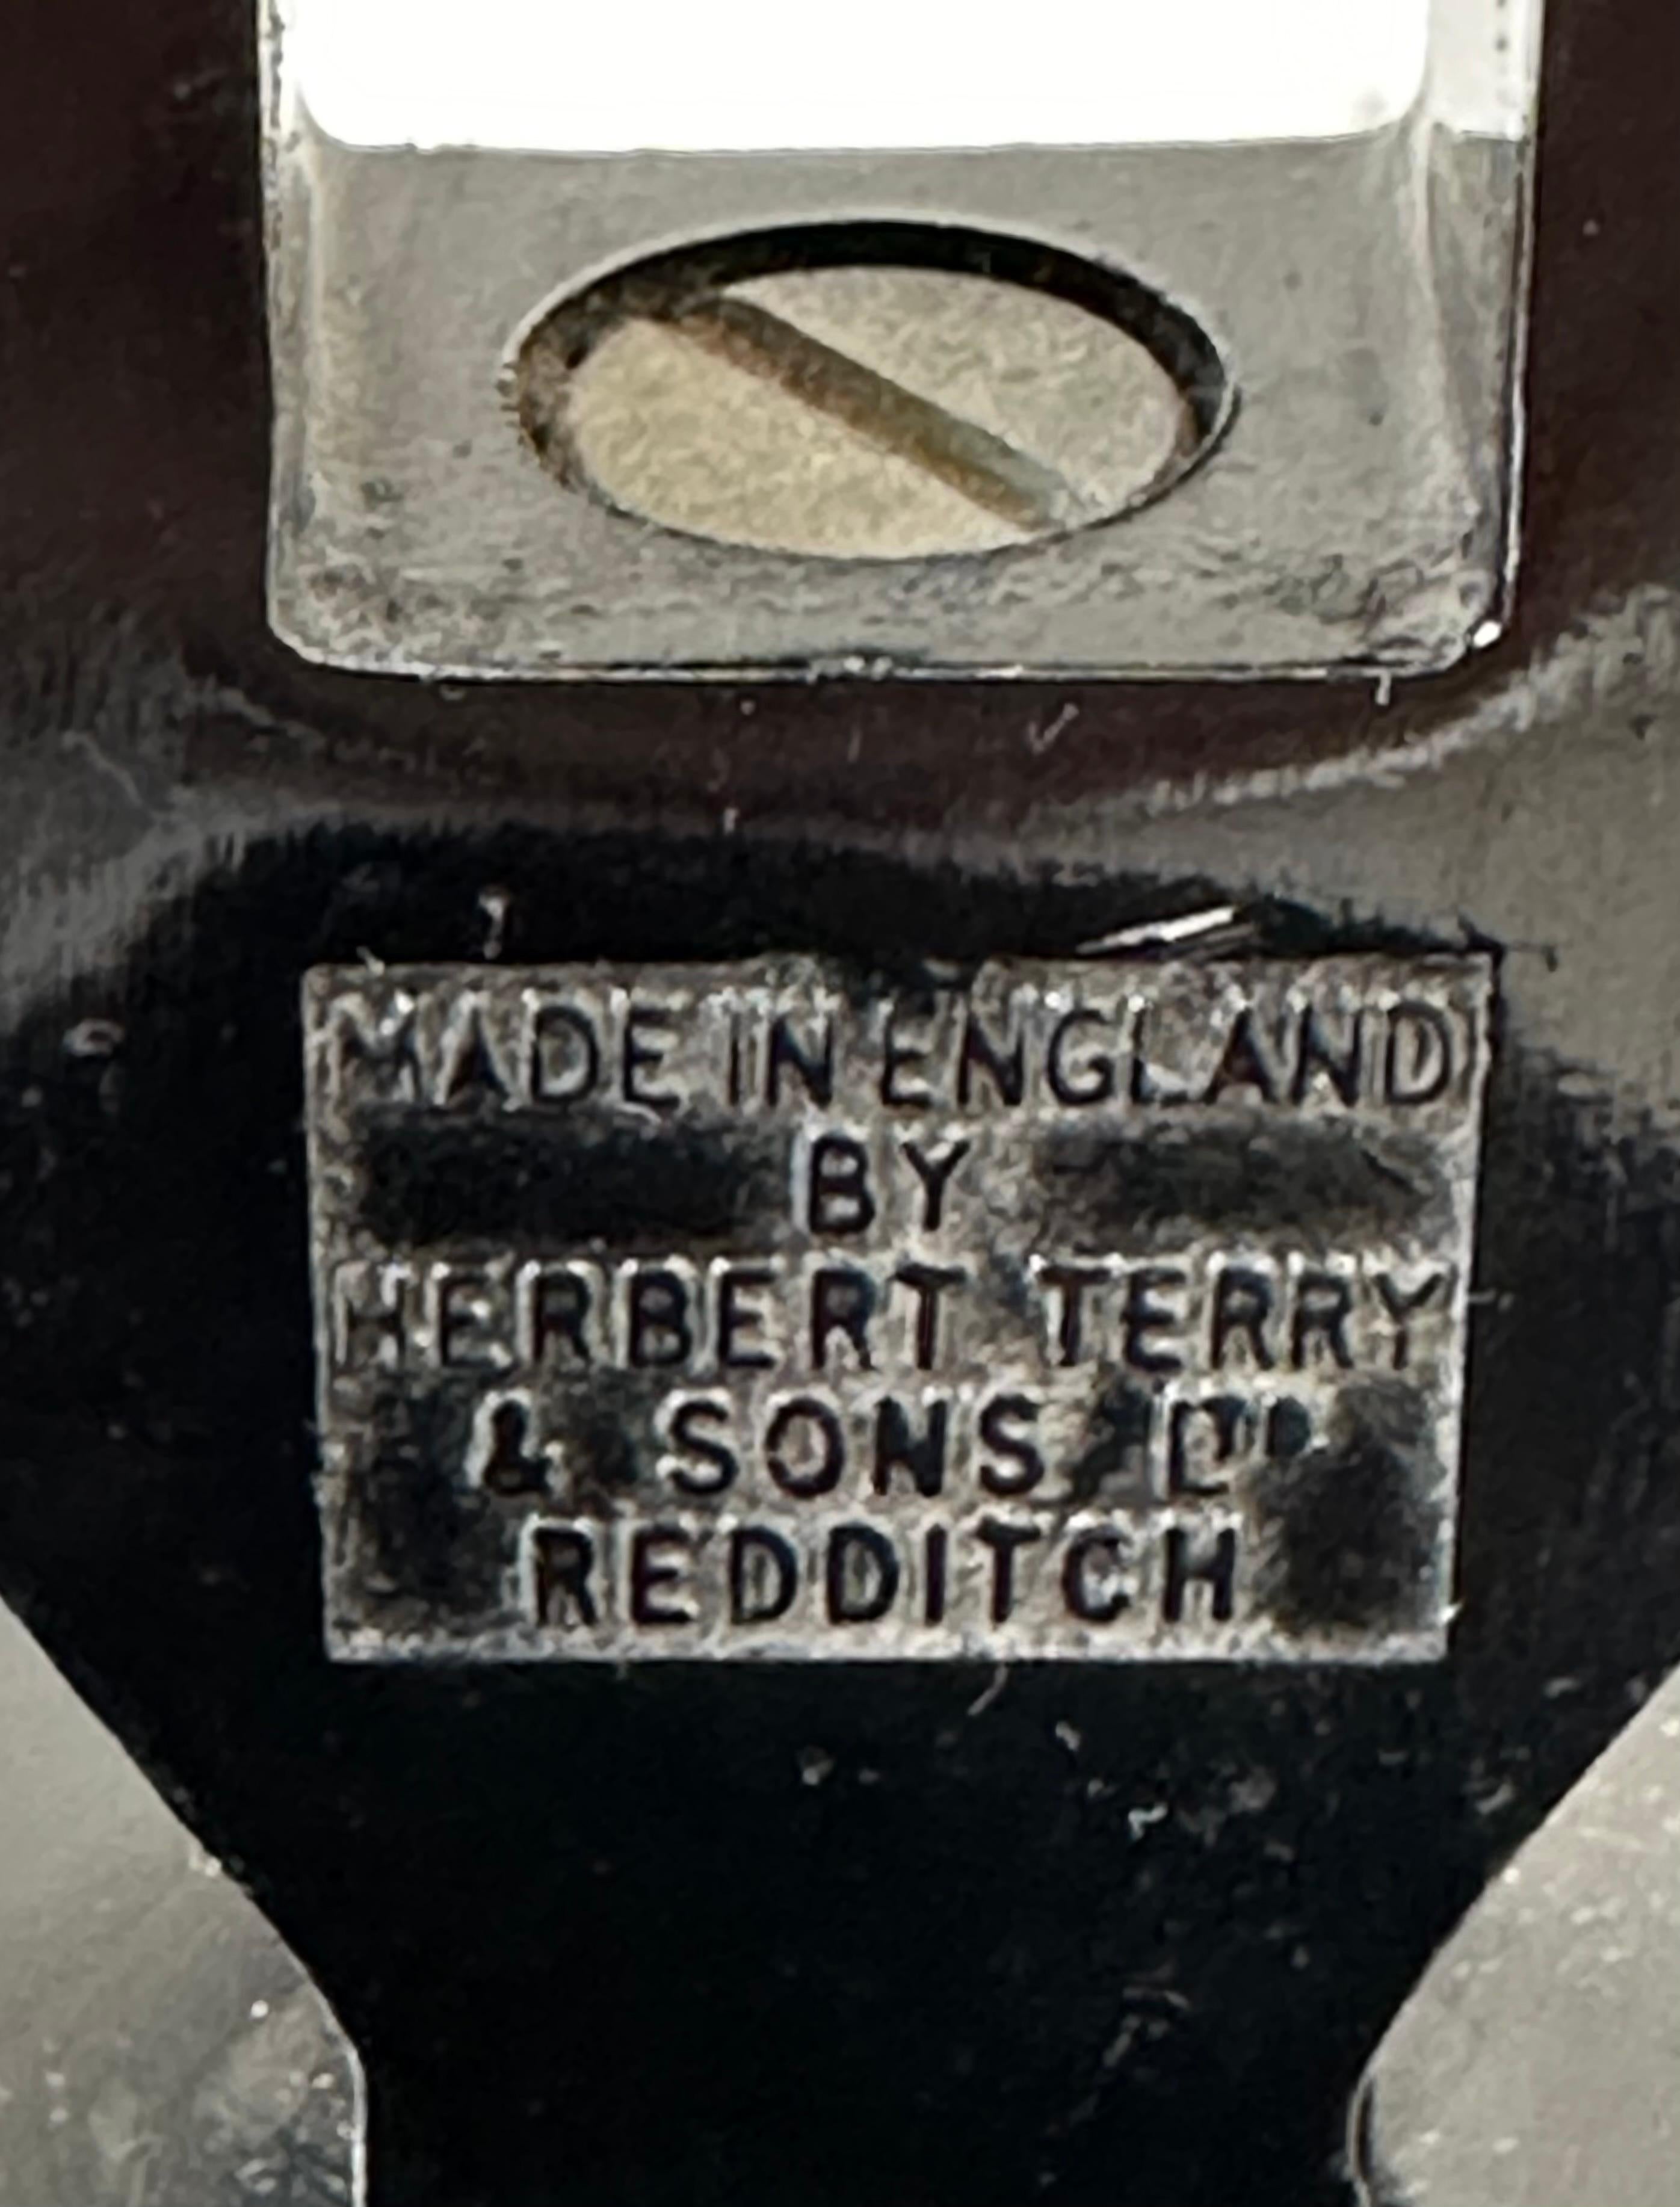 MADE IN ENGLAND
BY
HERBERT TERRY
& SONS LTD
REDDITCH